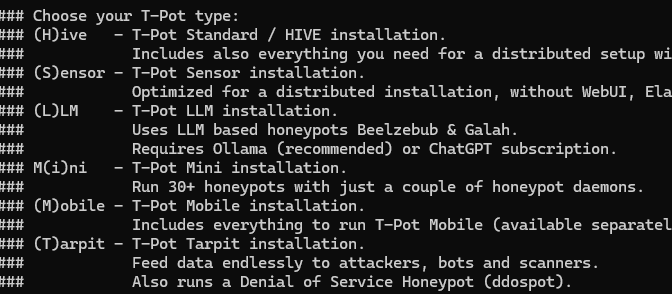 ### Choose your T-Pot type:
### (H)ive   - T-Pot Standard / HIVE installation.
###            Includes also everything you need for a distributed setup wi
### (S)ensor - T-Pot Sensor installation.
###            Optimized for a distributed installation, without WebUI, Ela
### (L)LM    - T-Pot LLM installation.
###            Uses LLM based honeypots Beelzebub & Galah.
###            Requires Ollama (recommended) or ChatGPT subscription.
### M(i)ni   - T-Pot Mini installation.
###            Run 30+ honeypots with just a couple of honeypot daemons.
### (M)obile - T-Pot Mobile installation.
###            Includes everything to run T-Pot Mobile (available separatel
### (T)arpit - T-Pot Tarpit installation.
###            Feed data endlessly to attackers, bots and scanners.
###            Also runs a Denial of Service Honeypot (ddospot).